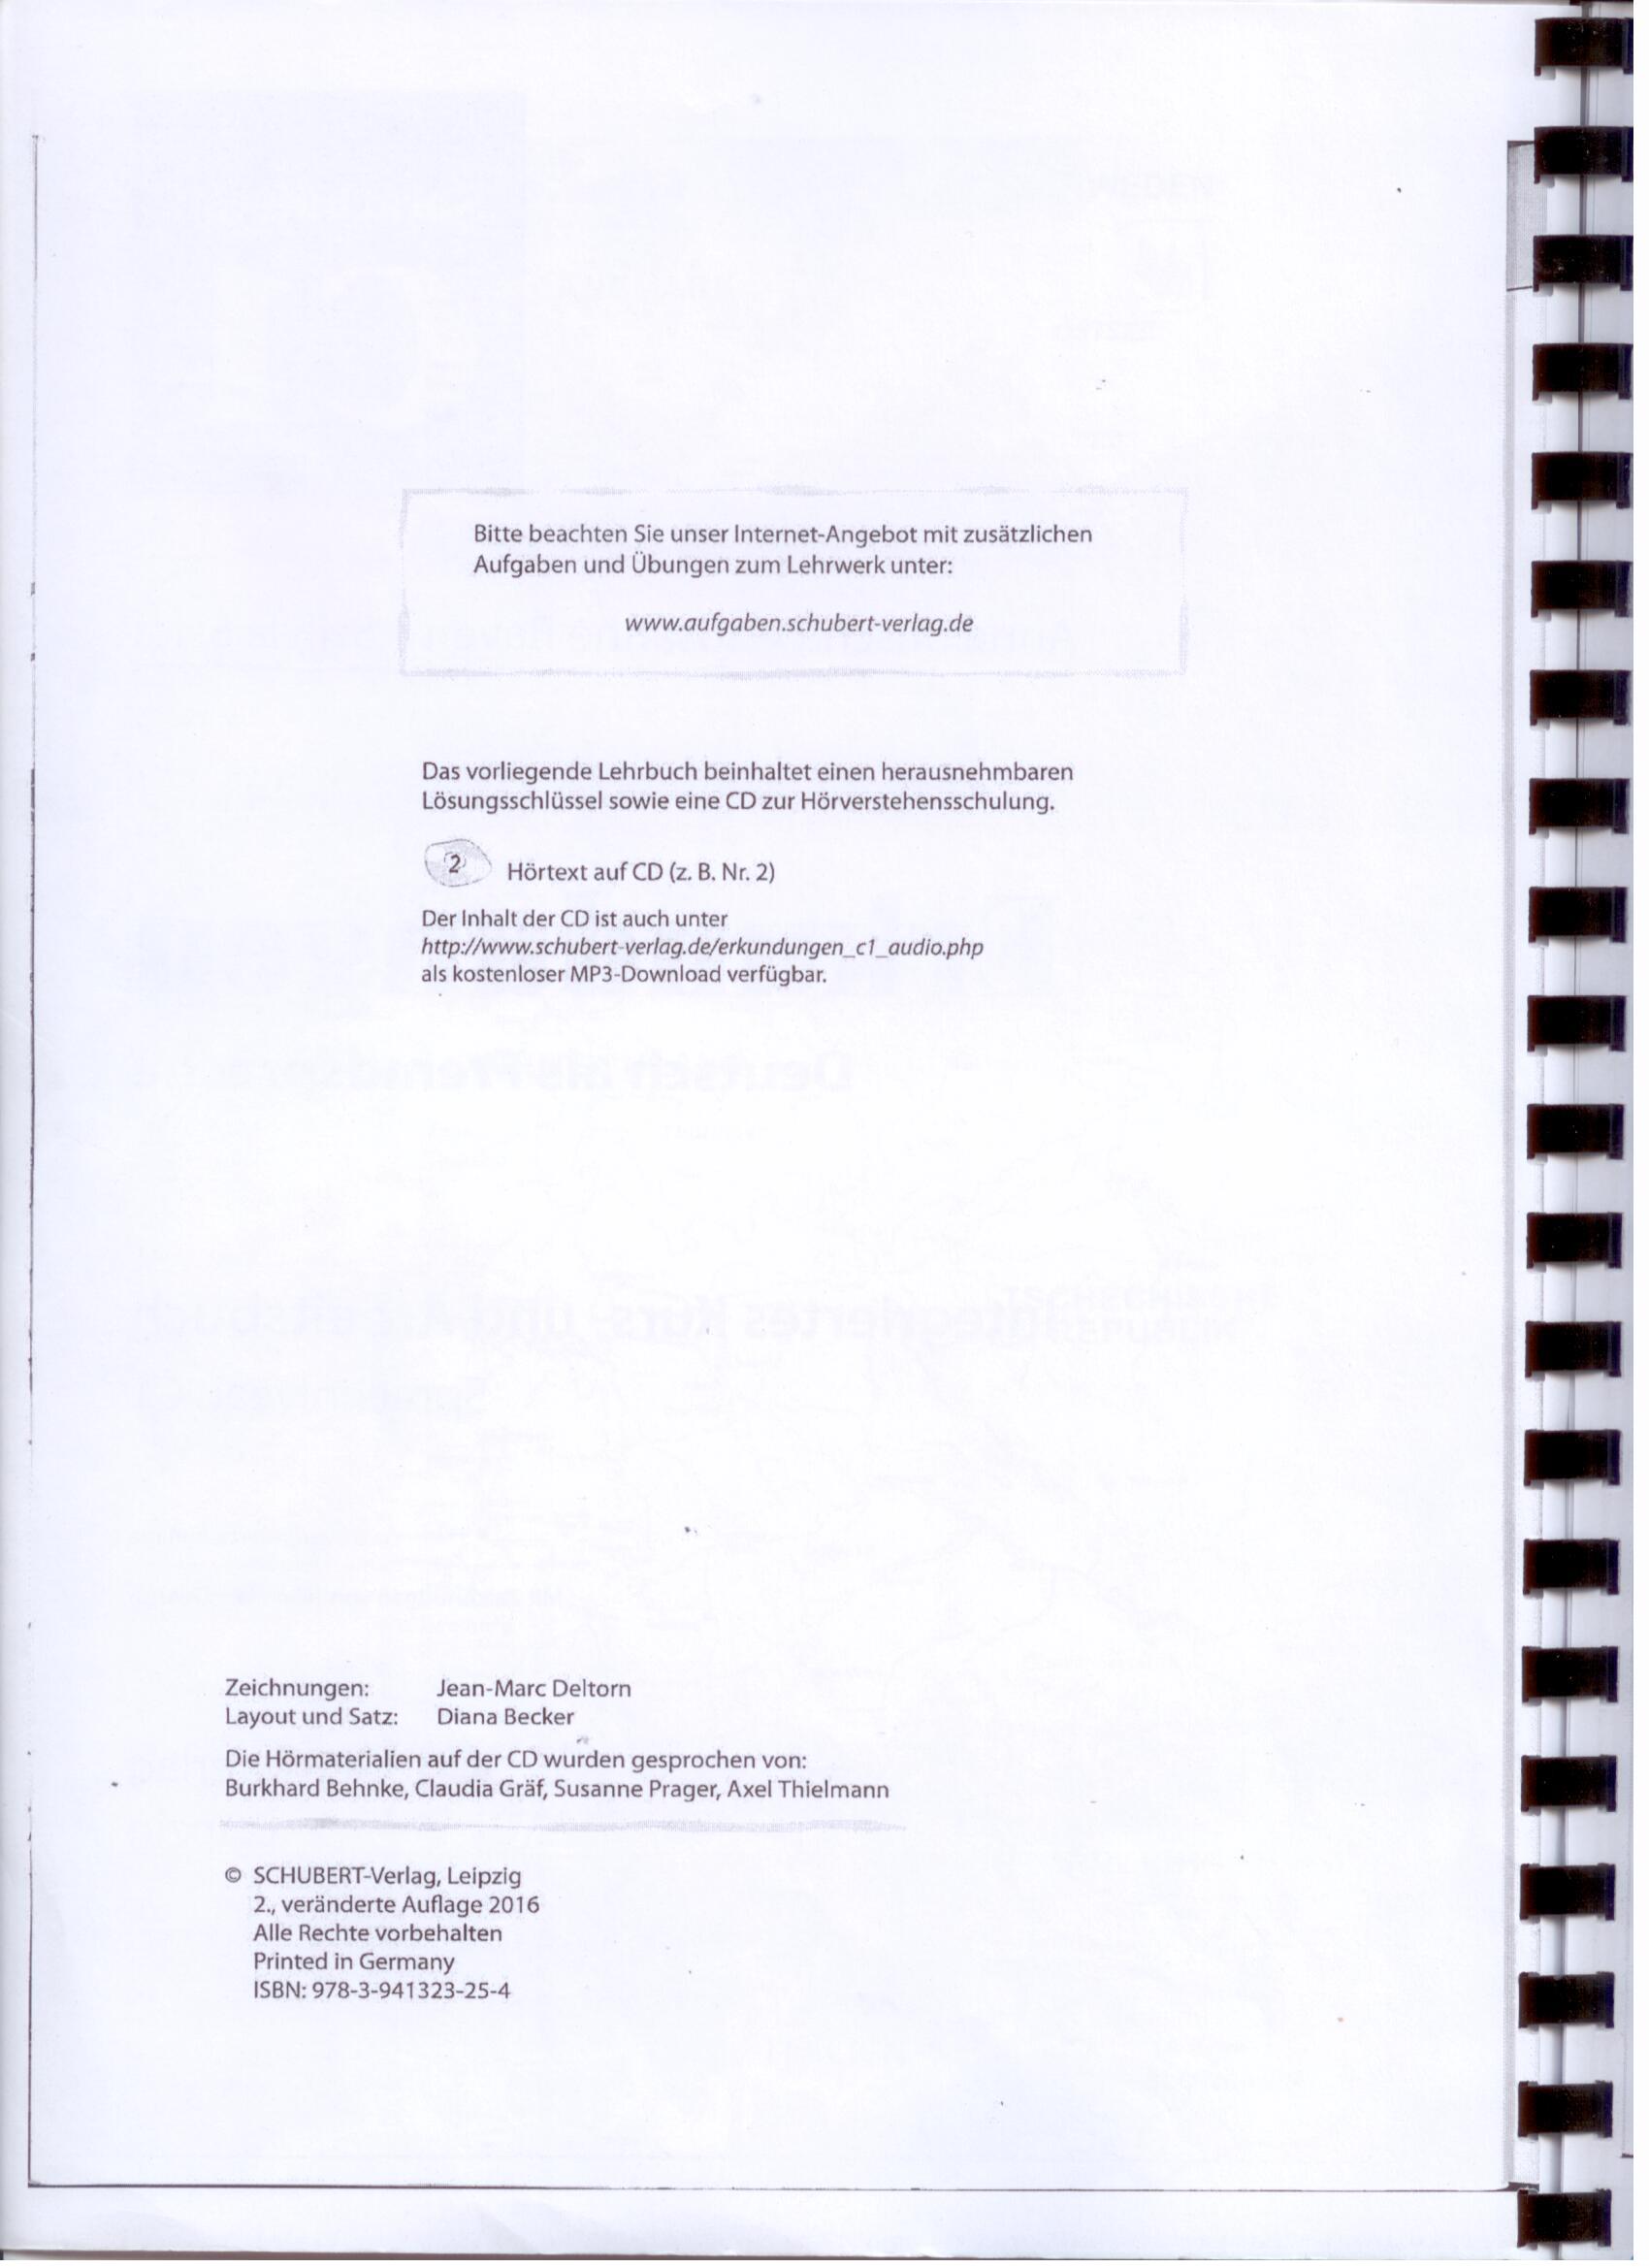 Bitte beachten Sie unser Internet-Angebot mit zusätzlichen
Aufgaben und Übungen zum Lehrwerk unter:
www.aufgaben.schubert-verlag.de
Das vorliegende Lehrbuch beinhaltet einen herausnehmbaren
Lösungsschlüssel sowie eine CD zur Hörverstehensschulung.
2 Hörtext auf CD (z. B. Nr. 2)
Der Inhalt der CD ist auch unter
http://www.schubert-verlag.de/erkundungen_c1_audio.php
als kostenloser MP3-Download verfügbar.
Zeichnungen: Jean-Marc Deltorn
Layout und Satz: Diana Becker
Die Hörmaterialien auf der CD wurden gesprochen von:
Burkhard Behnke, Claudia Gräf, Susanne Prager, Axel Thielmann
© SCHUBERT-Verlag, Leipzig
2., veränderte Auflage 2016
Alle Rechte vorbehalten
Printed in Germany
ISBN: 978-3-941323-25-4